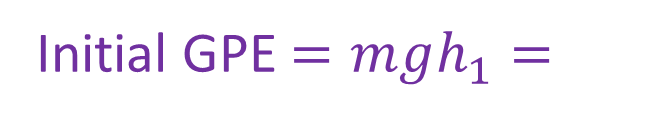 Initial GPE = mgh₁ =